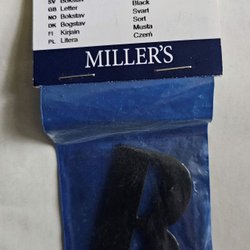 SV Bokstav
GB Letter Black
NO Bokstav Svart
DK Bogstav Sort
FI Kirjain Musta
PL Litera Czerń
MILLER'S
R